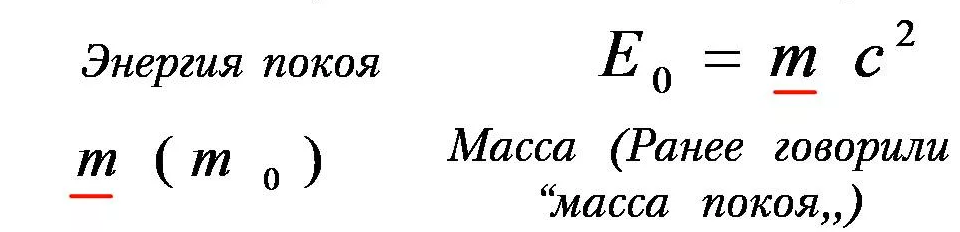 Энергия покоя E₀ = m c²
m ( m ₀ ) Масса (Ранее говорили
“масса покоя,,)